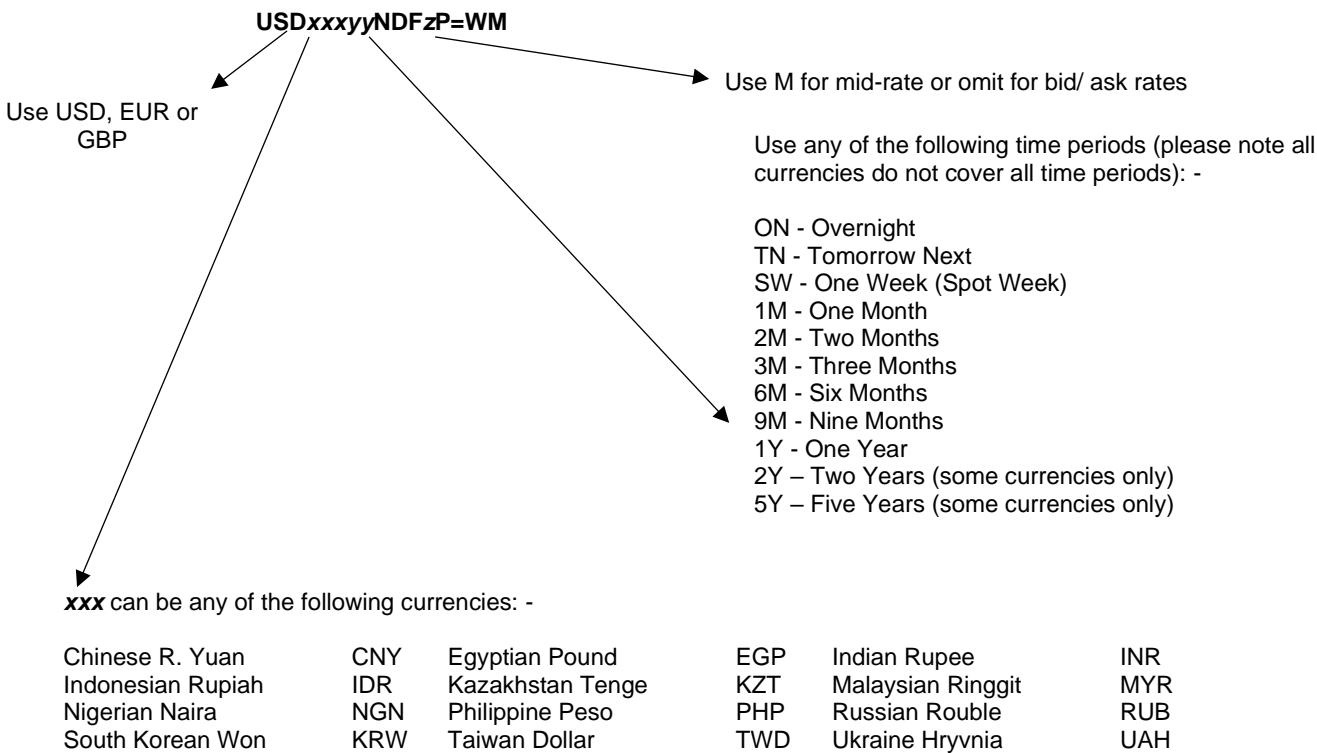 USDxxxyyNDFzP=WM
Use M for mid-rate or omit for bid/ ask rates
Use USD, EUR or
GBP
Use any of the following time periods (please note all
currencies do not cover all time periods): -
ON - Overnight
TN - Tomorrow Next
SW - One Week (Spot Week)
1M - One Month
2M - Two Months
3M - Three Months
6M - Six Months
9M - Nine Months
1Y - One Year
2Y – Two Years (some currencies only)
5Y – Five Years (some currencies only)
xxx can be any of the following currencies: -
Chinese R. Yuan CNY Egyptian Pound EGP Indian Rupee INR
Indonesian Rupiah IDR Kazakhstan Tenge KZT Malaysian Ringgit MYR
Nigerian Naira NGN Philippine Peso PHP Russian Rouble RUB
South Korean Won KRW Taiwan Dollar TWD Ukraine Hryvnia UAH